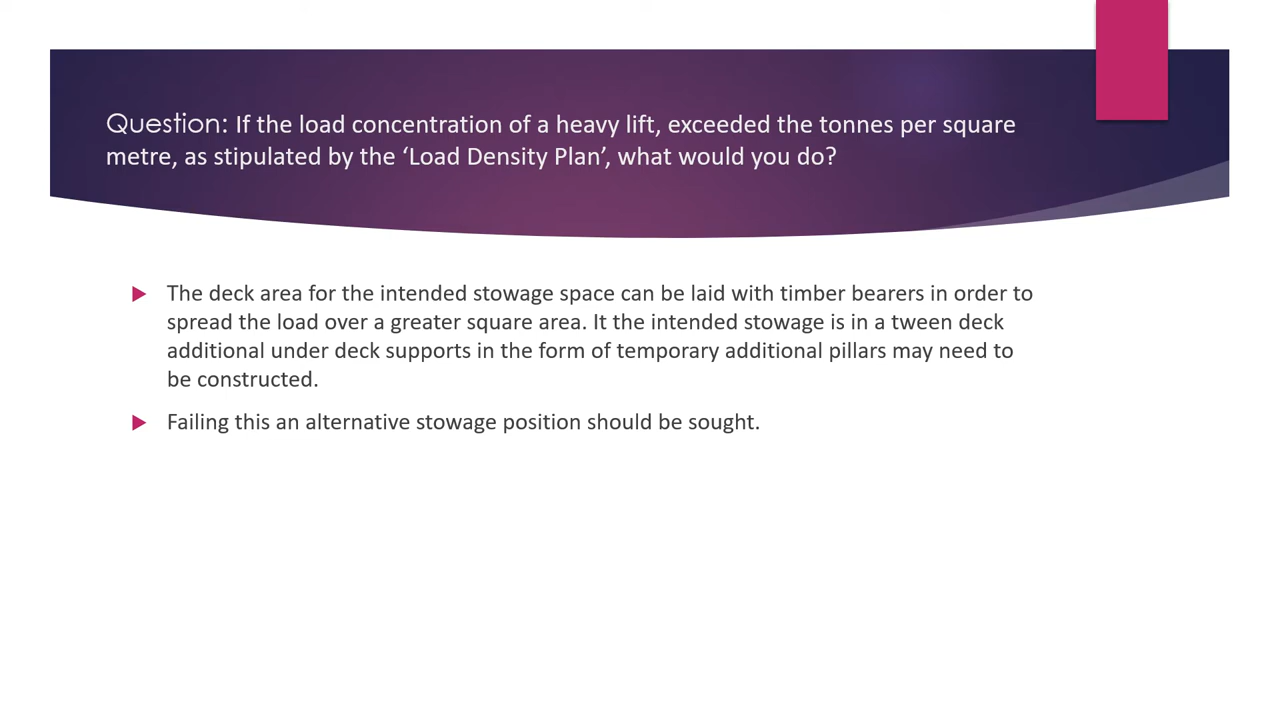 Question: If the load concentration of a heavy lift, exceeded the tonnes per square
metre, as stipulated by the ‘Load Density Plan’, what would you do?
The deck area for the intended stowage space can be laid with timber bearers in order to
spread the load over a greater square area. It the intended stowage is in a tween deck
additional under deck supports in the form of temporary additional pillars may need to
be constructed.
Failing this an alternative stowage position should be sought.